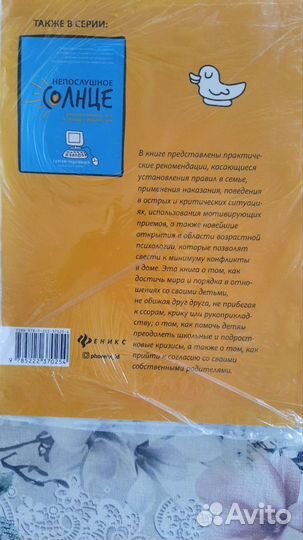 ТАКЖЕ В СЕРИИ:
НЕПОСЛУШНОЕ
СОЛНЦЕ
В книге представлены практиче-
ские рекомендации, касающиеся
установления правил в семье,
применения наказания, поведения
в острых и критических ситуаци-
ях, использования мотивирующих
приемов, а также новейшие
открытия в области возрастной
психологии, которые позволят
свести к минимуму конфликты
в доме. Эта книга о том, как
достичь мира и порядка в отно-
шениях со своими детьми,
не обижая друг друга, не прибегая
к ссорам, крику или рукоприклад-
ству; о том, как помочь детям
преодолеть школьные и подрост-
ковые кризисы, а также о том, как
прийти к согласию со своими
собственными родителями.
ФЕНИКС
9 785222 370254
Avito